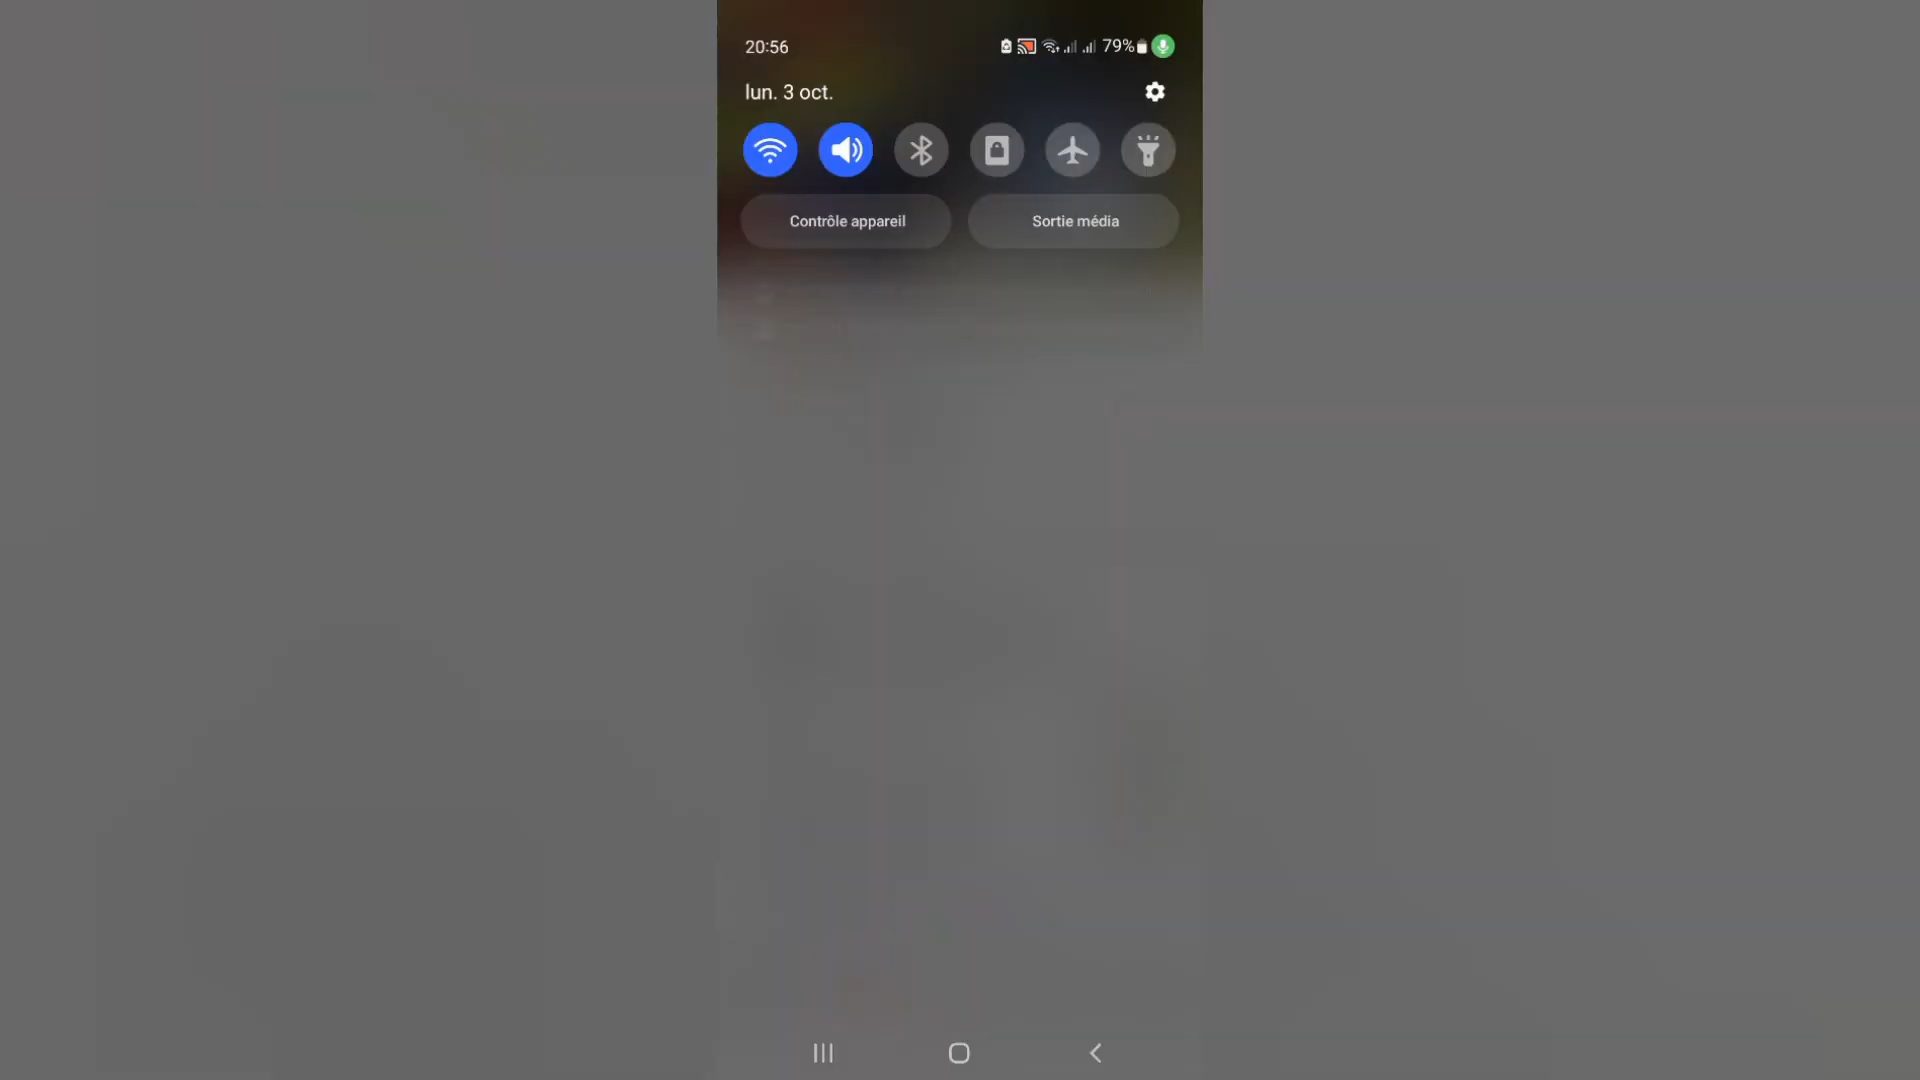 20:56
79%
lun. 3 oct.
Contrôle appareil
Sortie média